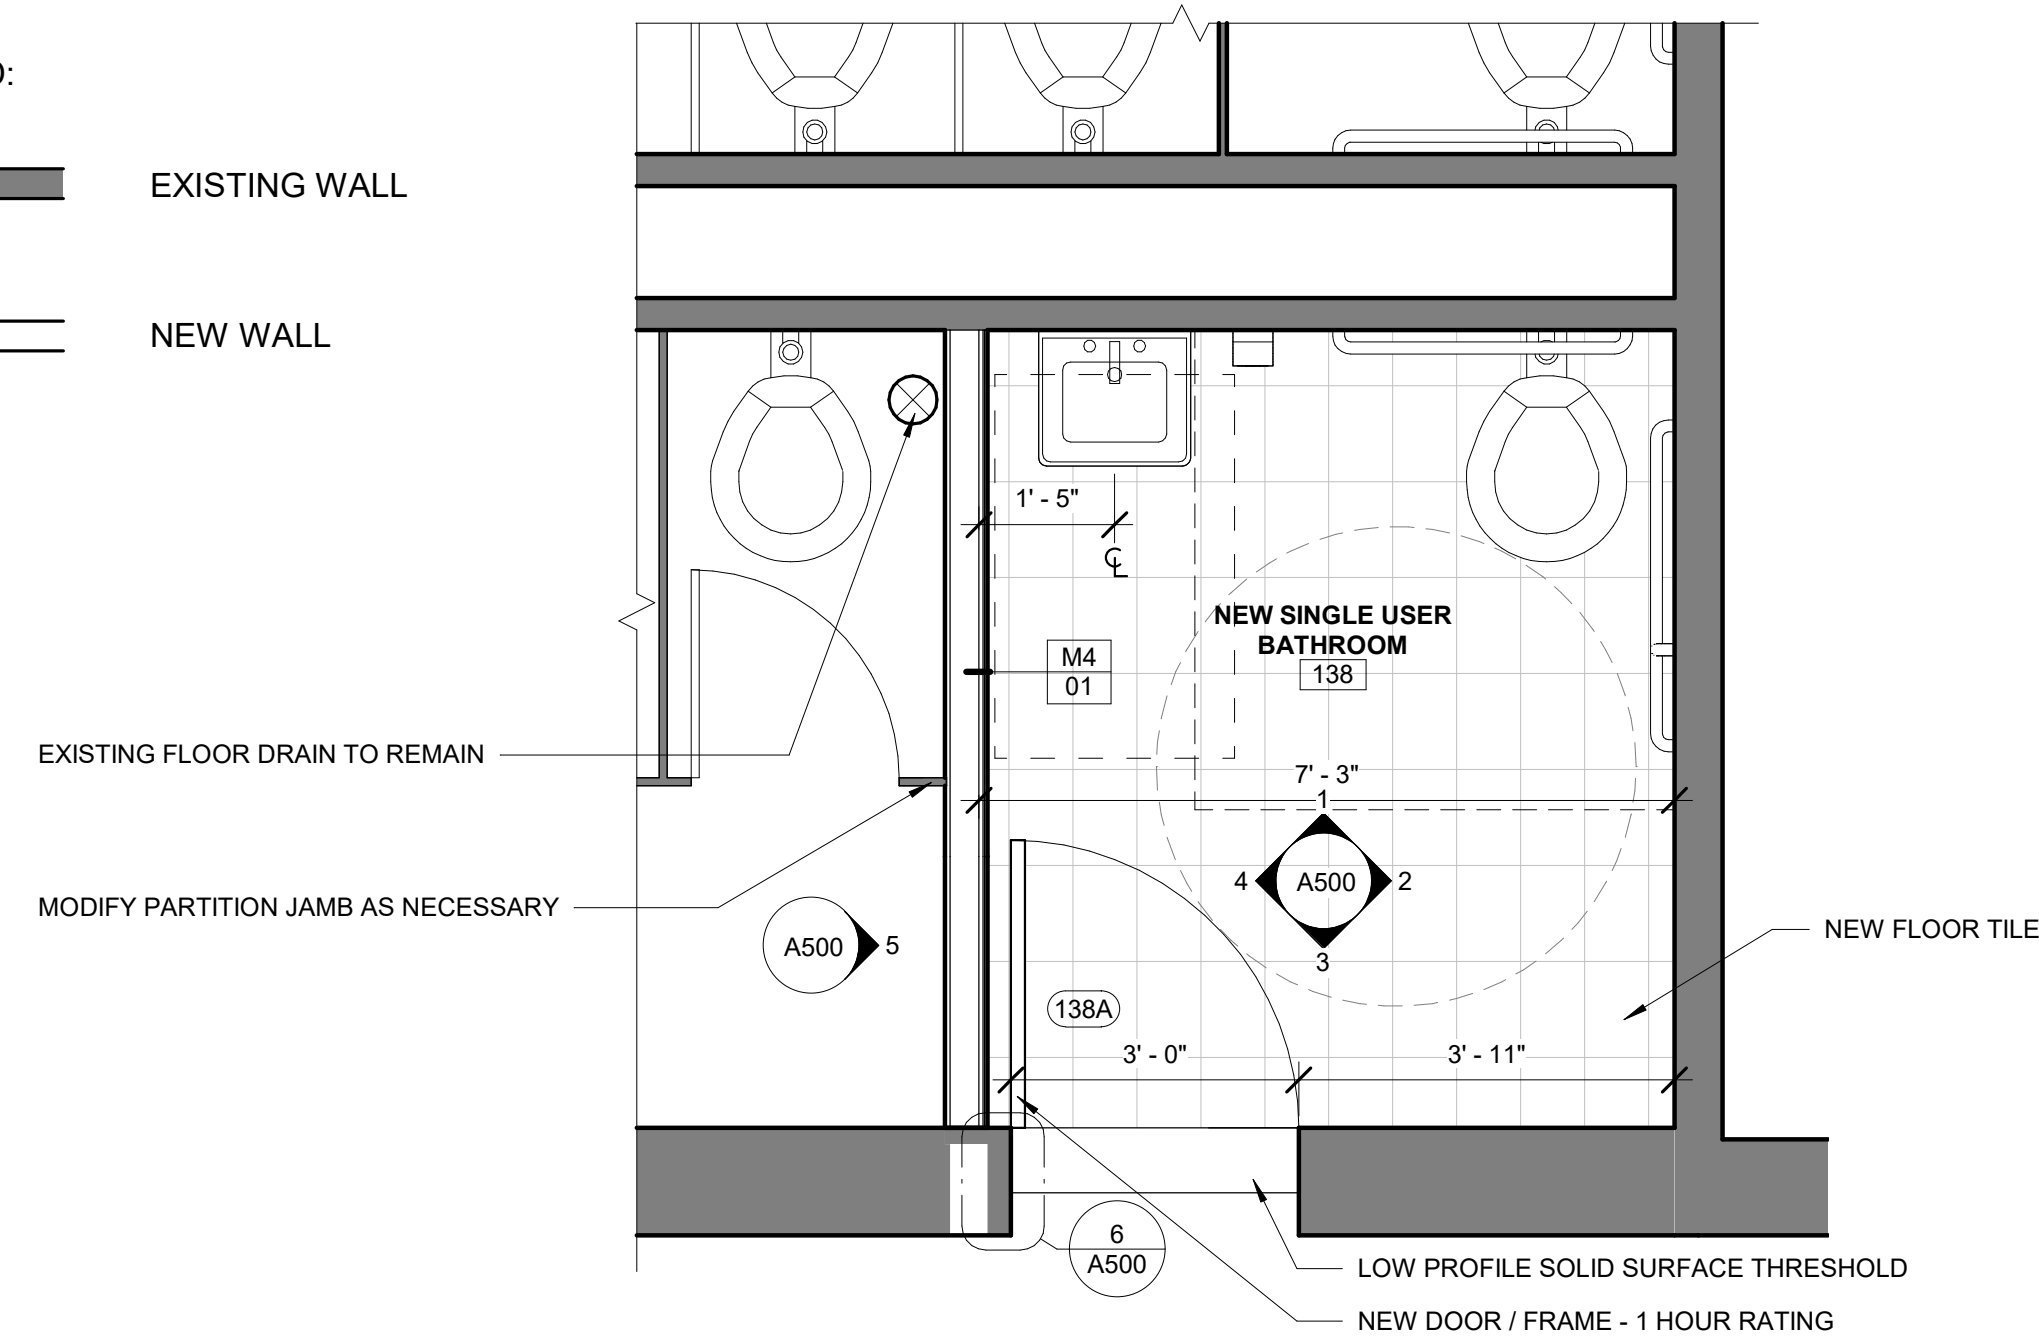 D:
EXISTING WALL
NEW WALL
1' - 5"
CL
NEW SINGLE USER
BATHROOM
138
M4
01
EXISTING FLOOR DRAIN TO REMAIN
7' - 3"
1
4
A500
2
3
MODIFY PARTITION JAMB AS NECESSARY
A500
5
NEW FLOOR TILE
138A
3' - 0"
3' - 11"
6
A500
LOW PROFILE SOLID SURFACE THRESHOLD
NEW DOOR / FRAME - 1 HOUR RATING